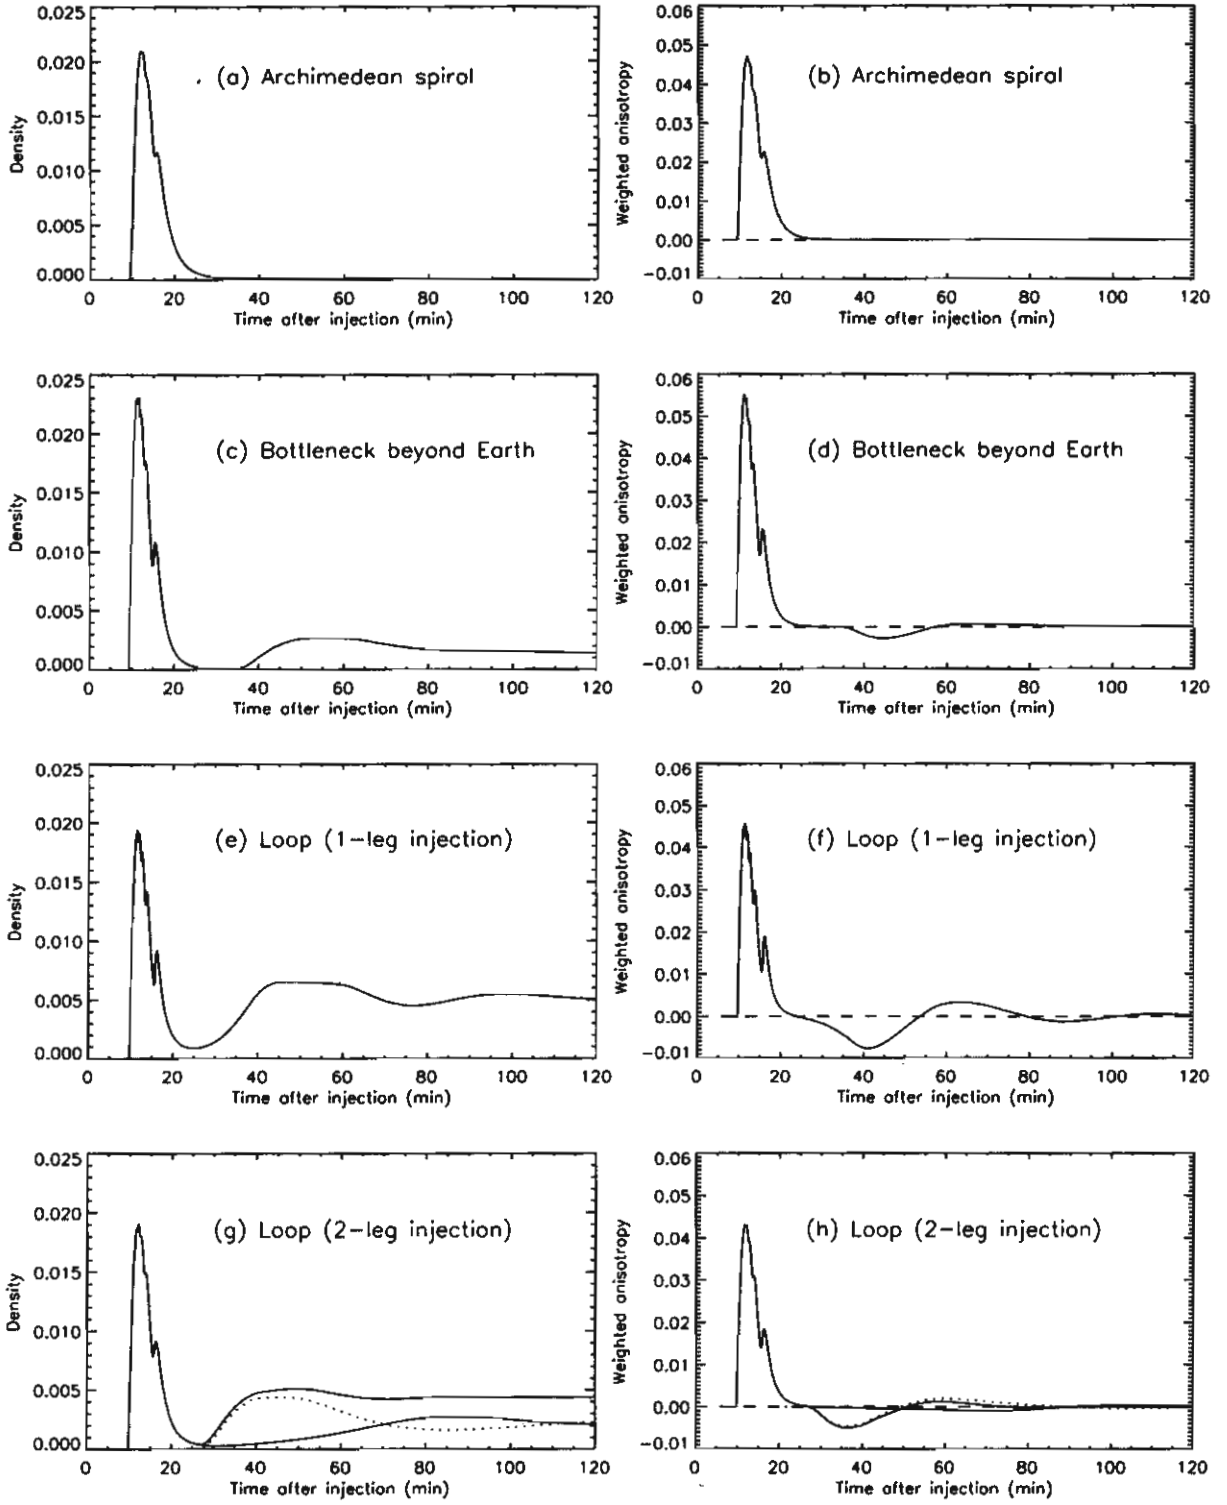 0.025
0.020
0.015
0.010
0.005
0.000
Density
(a) Archimedean spiral
0 20 40 60 80 100 120
Time after injection (min)
0.06
0.05
0.04
0.03
0.02
0.01
0.00
-0.01
Weighted anisotropy
(b) Archimedean spiral
0 20 40 60 80 100 120
Time after injection (min)
0.025
0.020
0.015
0.010
0.005
0.000
Density
(c) Bottleneck beyond Earth
0 20 40 60 80 100 120
Time after injection (min)
0.06
0.05
0.04
0.03
0.02
0.01
0.00
-0.01
Weighted anisotropy
(d) Bottleneck beyond Earth
0 20 40 60 80 100 120
Time after injection (min)
0.025
0.020
0.015
0.010
0.005
0.000
Density
(e) Loop (1-leg injection)
0 20 40 60 80 100 120
Time after injection (min)
0.06
0.05
0.04
0.03
0.02
0.01
0.00
-0.01
Weighted anisotropy
(f) Loop (1-leg injection)
0 20 40 60 80 100 120
Time after injection (min)
0.025
0.020
0.015
0.010
0.005
0.000
Density
(g) Loop (2-leg injection)
0 20 40 60 80 100 120
Time after injection (min)
0.06
0.05
0.04
0.03
0.02
0.01
0.00
-0.01
Weighted anisotropy
(h) Loop (2-leg injection)
0 20 40 60 80 100 120
Time after injection (min)